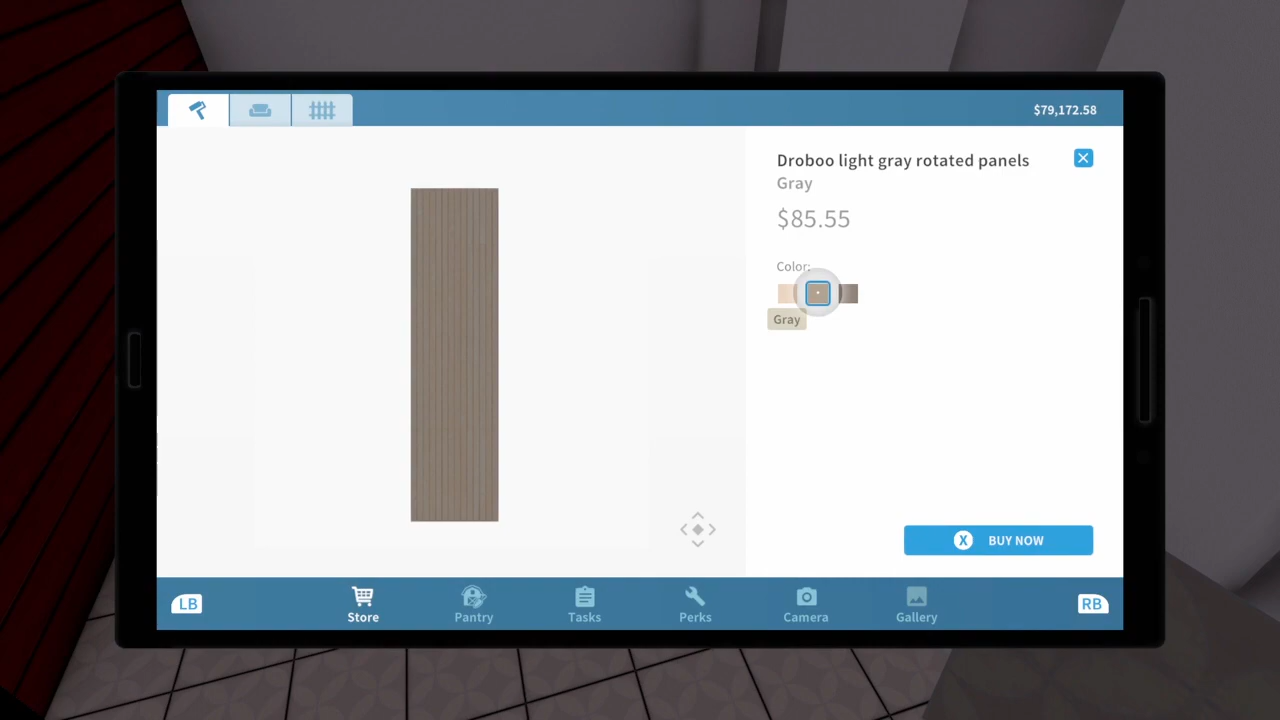 $79,172.58
Droboo light gray rotated panels
Gray
$85.55
Color:
Gray
X BUY NOW
LB
Store
Pantry
Tasks
Perks
Camera
Gallery
RB